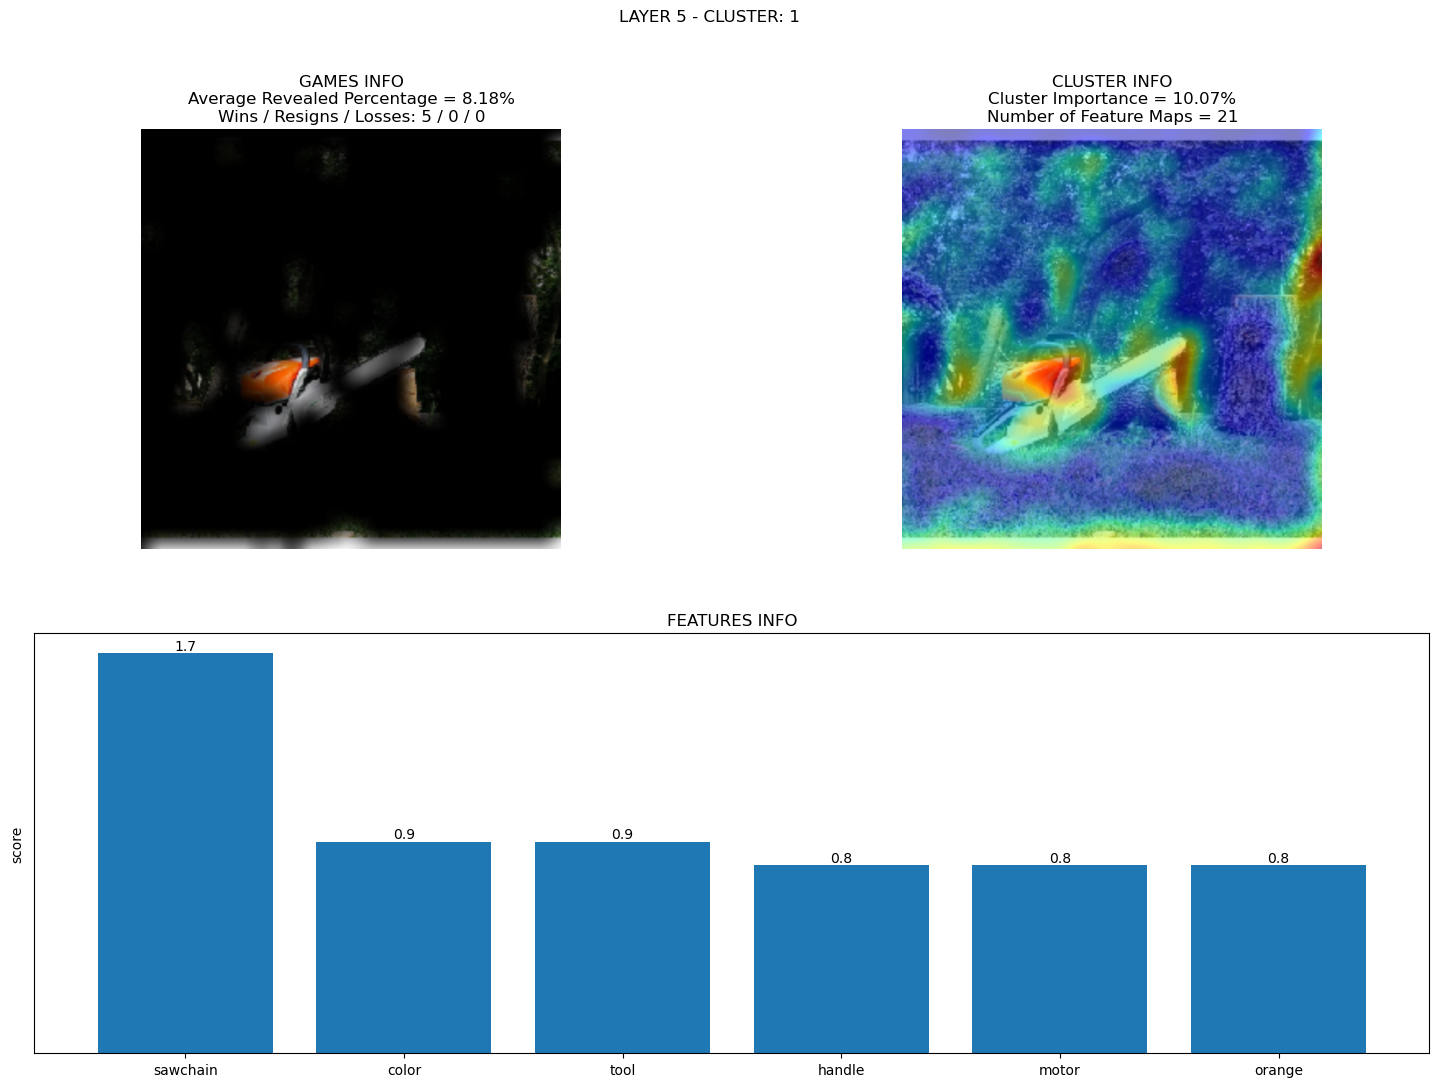 LAYER 5 - CLUSTER: 1
GAMES INFO
Average Revealed Percentage = 8.18%
Wins / Resigns / Losses: 5 / 0 / 0
CLUSTER INFO
Cluster Importance = 10.07%
Number of Feature Maps = 21
FEATURES INFO
score
1.7
0.9
0.9
0.8
0.8
0.8
sawchain
color
tool
handle
motor
orange